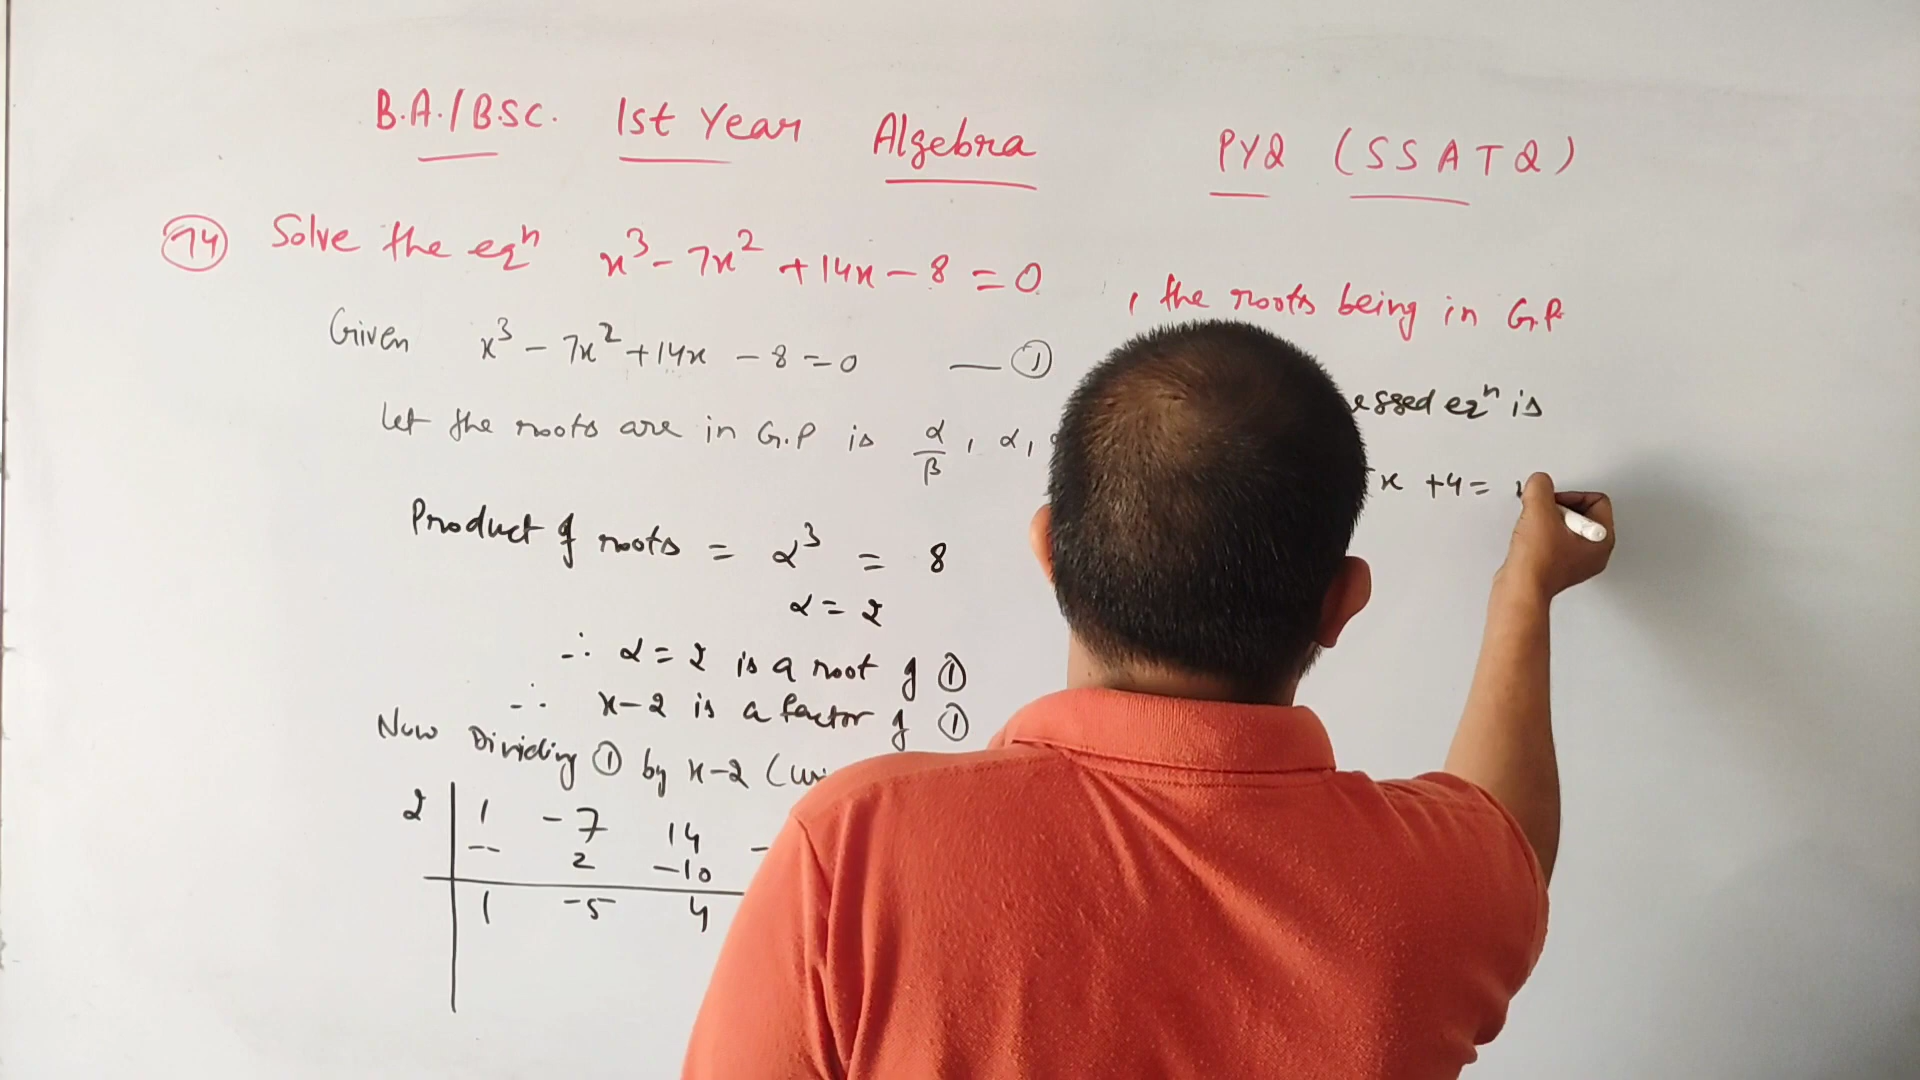 B.A./B.SC. 1st Year Algebra PYQ (SSATQ)
74 Solve the eqⁿ x³ - 7x² + 14x - 8 = 0, the roots being in G.P.
Given x³ - 7x² + 14x - 8 = 0 — ①
Let the roots are in G.P is α/β, α,
Product of roots = α³ = 8
α = 2
∴ α = 2 is a root of ①
∴ x-2 is a factor of ①
Now Dividing ① by x-2 (
2 | 1 -7 14 -
-- 2 -10
1 -5 4
eqⁿ is
x + 4 =